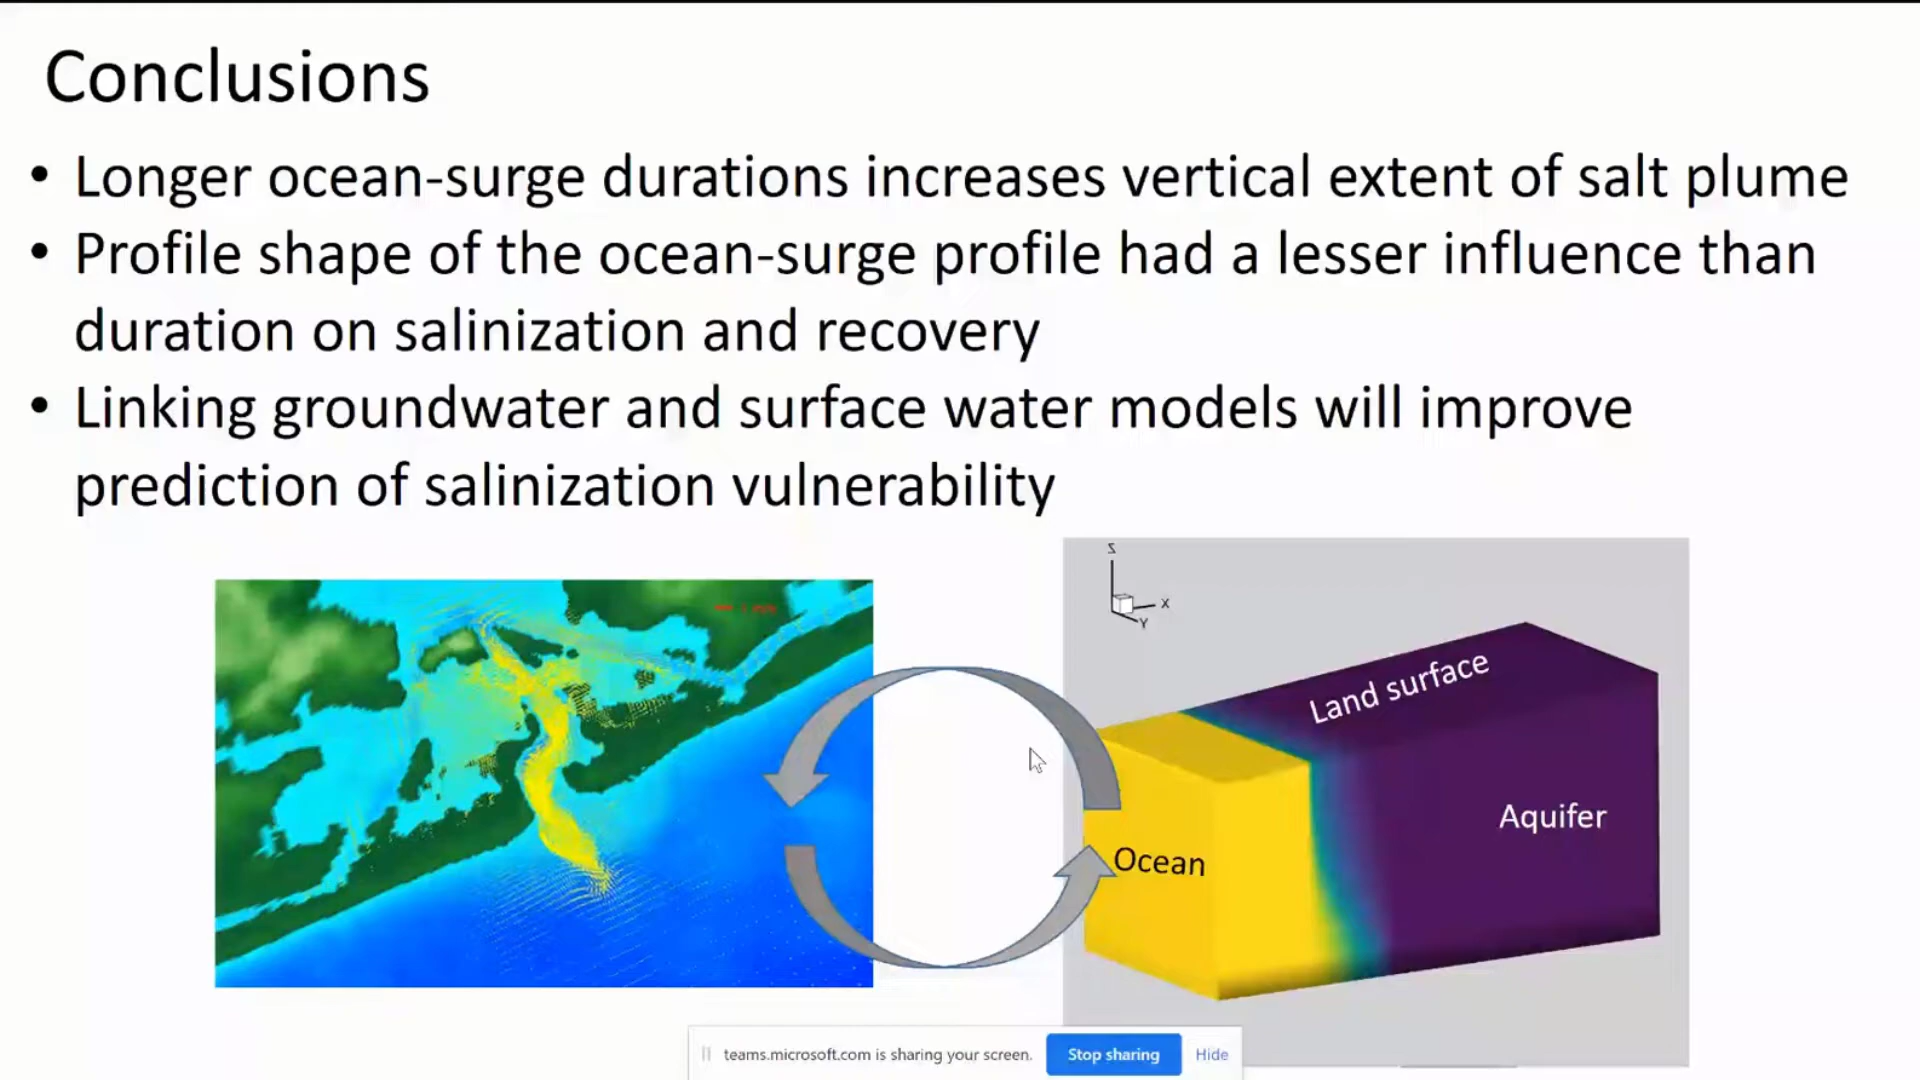 Conclusions
• Longer ocean-surge durations increases vertical extent of salt plume
• Profile shape of the ocean-surge profile had a lesser influence than
duration on salinization and recovery
• Linking groundwater and surface water models will improve
prediction of salinization vulnerability
Z
X
Y
Land surface
Aquifer
Ocean
teams.microsoft.com is sharing your screen.
Stop sharing
Hide